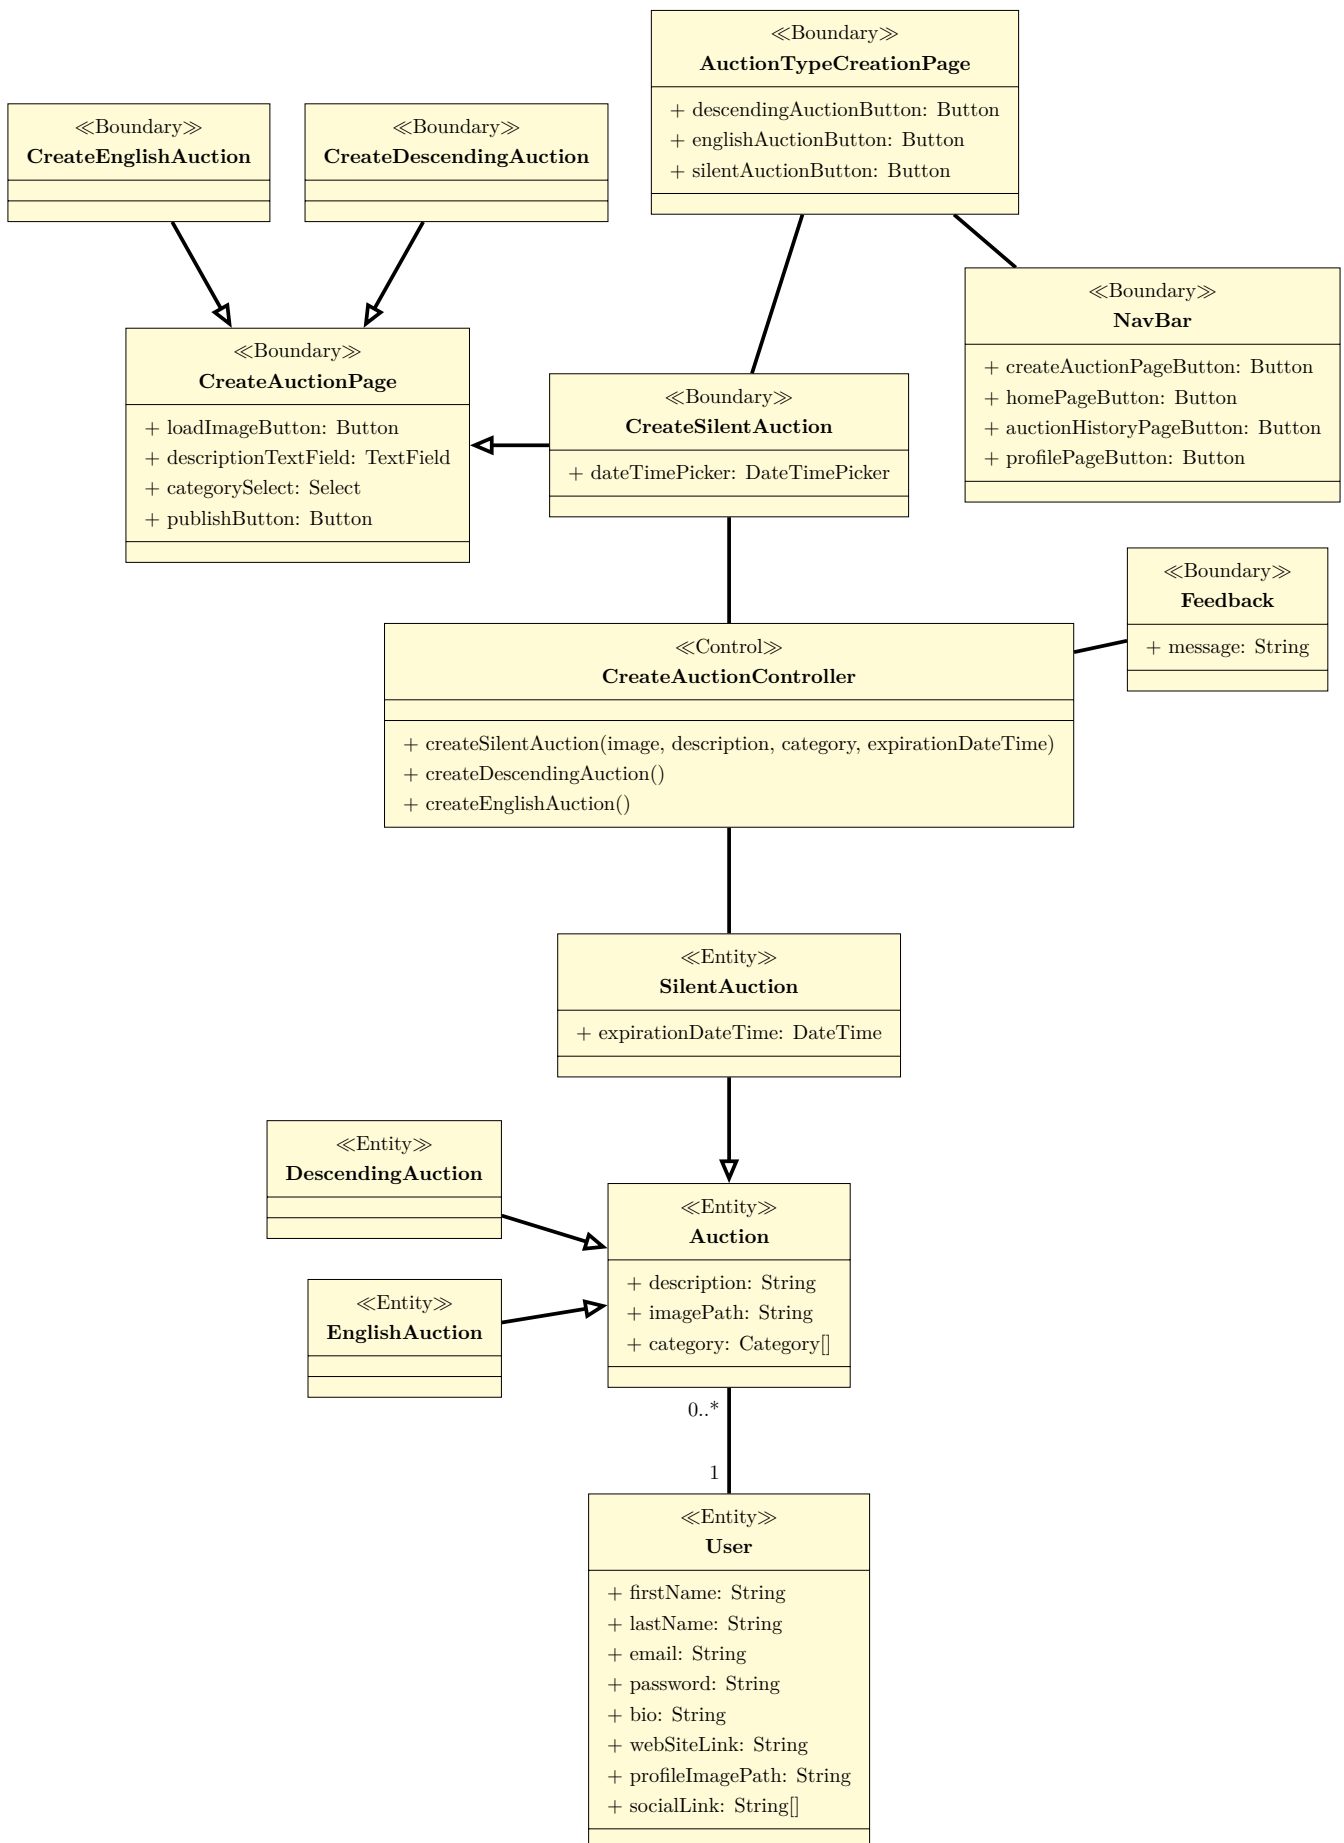 ≪Boundary≫
AuctionTypeCreationPage
+ descendingAuctionButton: Button
+ englishAuctionButton: Button
+ silentAuctionButton: Button
≪Boundary≫
CreateEnglishAuction
≪Boundary≫
CreateDescendingAuction
≪Boundary≫
NavBar
+ createAuctionPageButton: Button
+ homePageButton: Button
+ auctionHistoryPageButton: Button
+ profilePageButton: Button
≪Boundary≫
CreateAuctionPage
+ loadImageButton: Button
+ descriptionTextField: TextField
+ categorySelect: Select
+ publishButton: Button
≪Boundary≫
CreateSilentAuction
+ dateTimePicker: DateTimePicker
≪Boundary≫
Feedback
+ message: String
≪Control≫
CreateAuctionController
+ createSilentAuction(image, description, category, expirationDateTime)
+ createDescendingAuction()
+ createEnglishAuction()
≪Entity≫
SilentAuction
+ expirationDateTime: DateTime
≪Entity≫
DescendingAuction
≪Entity≫
Auction
+ description: String
+ imagePath: String
+ category: Category[]
≪Entity≫
EnglishAuction
0..*
1
≪Entity≫
User
+ firstName: String
+ lastName: String
+ email: String
+ password: String
+ bio: String
+ webSiteLink: String
+ profileImagePath: String
+ socialLink: String[]